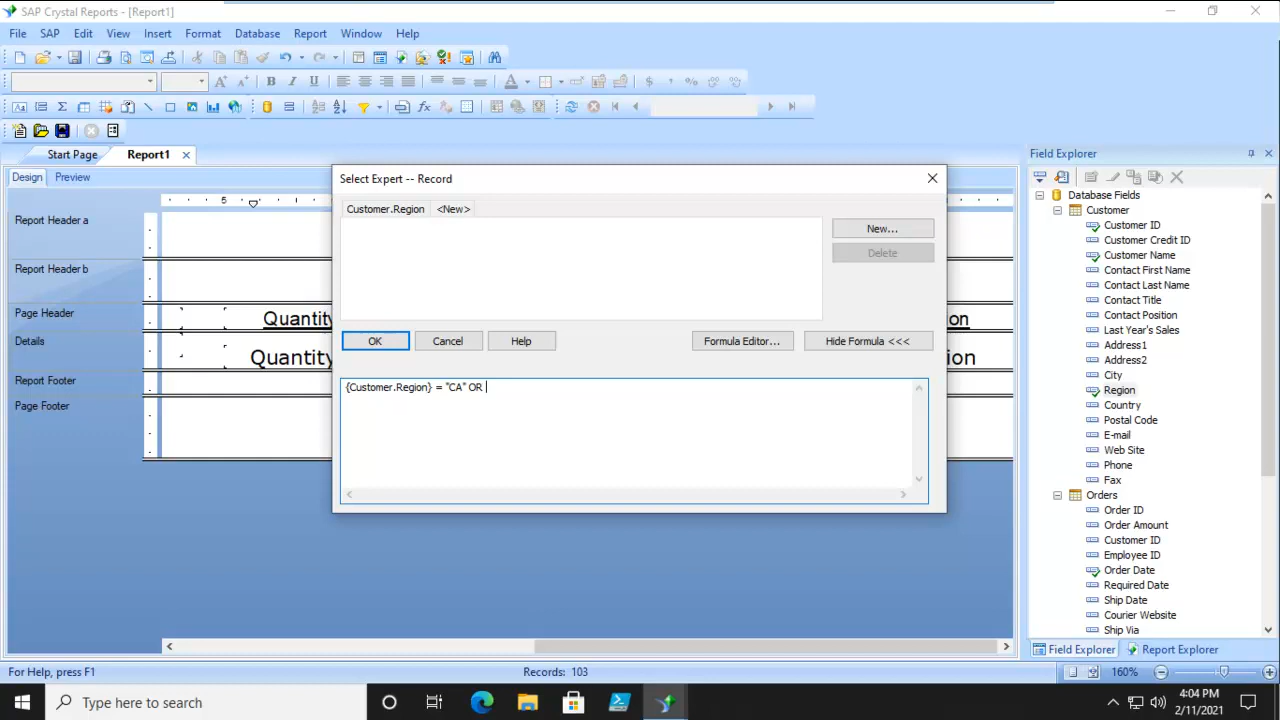 SAP Crystal Reports - [Report1]
File SAP Edit View Insert Format Database Report Window Help
Start Page Report1
Design Preview
Field Explorer
5
Report Header a
Report Header b
Page Header
Quantity
on
Details
Quantity
ion
Report Footer
Page Footer
Select Expert -- Record
Customer.Region <New>
New...
Delete
OK Cancel Help Formula Editor... Hide Formula <<<
{Customer.Region} = "CA" OR
Database Fields
Customer
Customer ID
Customer Credit ID
Customer Name
Contact First Name
Contact Last Name
Contact Title
Contact Position
Last Year's Sales
Address1
Address2
City
Region
Country
Postal Code
E-mail
Web Site
Phone
Fax
Orders
Order ID
Order Amount
Customer ID
Employee ID
Order Date
Required Date
Ship Date
Courier Website
Ship Via
Field Explorer Report Explorer
For Help, press F1
Records: 103
160%
Type here to search
4:04 PM
2/11/2021